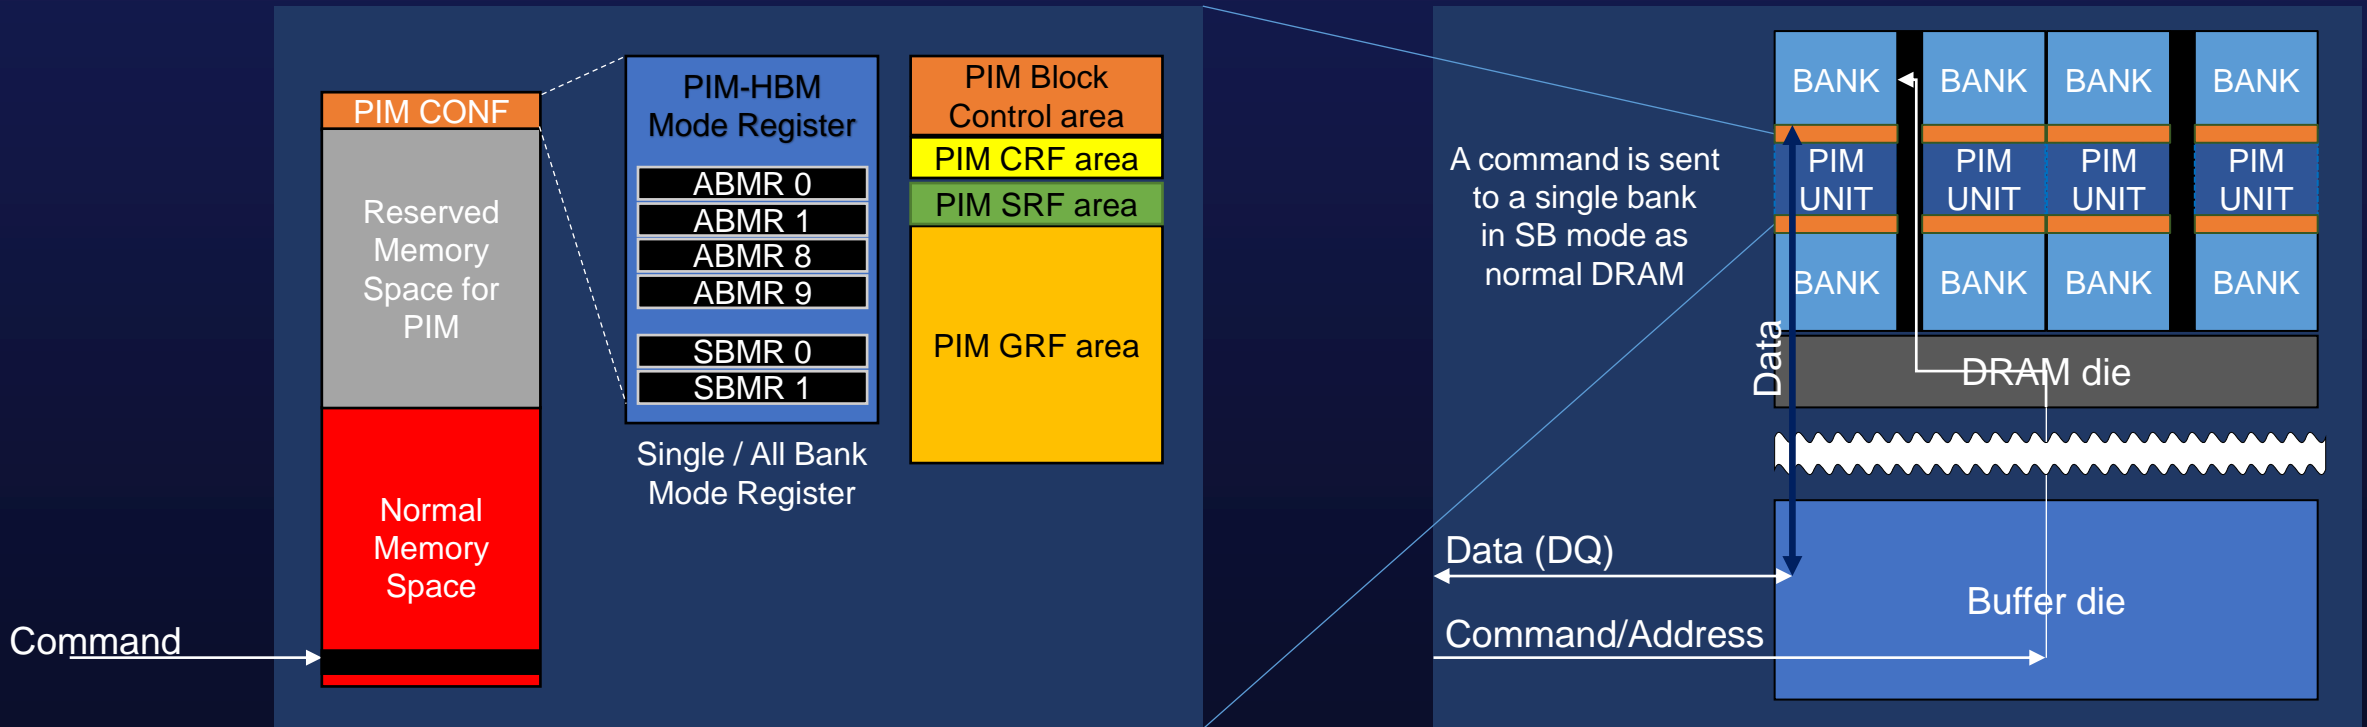 PIM CONF
Reserved
Memory
Space for
PIM
Normal
Memory
Space
Command
PIM-HBM
Mode Register
ABMR 0
ABMR 1
ABMR 8
ABMR 9
SBMR 0
SBMR 1
Single / All Bank
Mode Register
PIM Block
Control area
PIM CRF area
PIM SRF area
PIM GRF area
A command is sent
to a single bank
in SB mode as
normal DRAM
BANK BANK BANK BANK
PIM PIM PIM PIM
UNIT UNIT UNIT UNIT
BANK BANK BANK BANK
Data
DRAM die
Data (DQ)
Command/Address
Buffer die